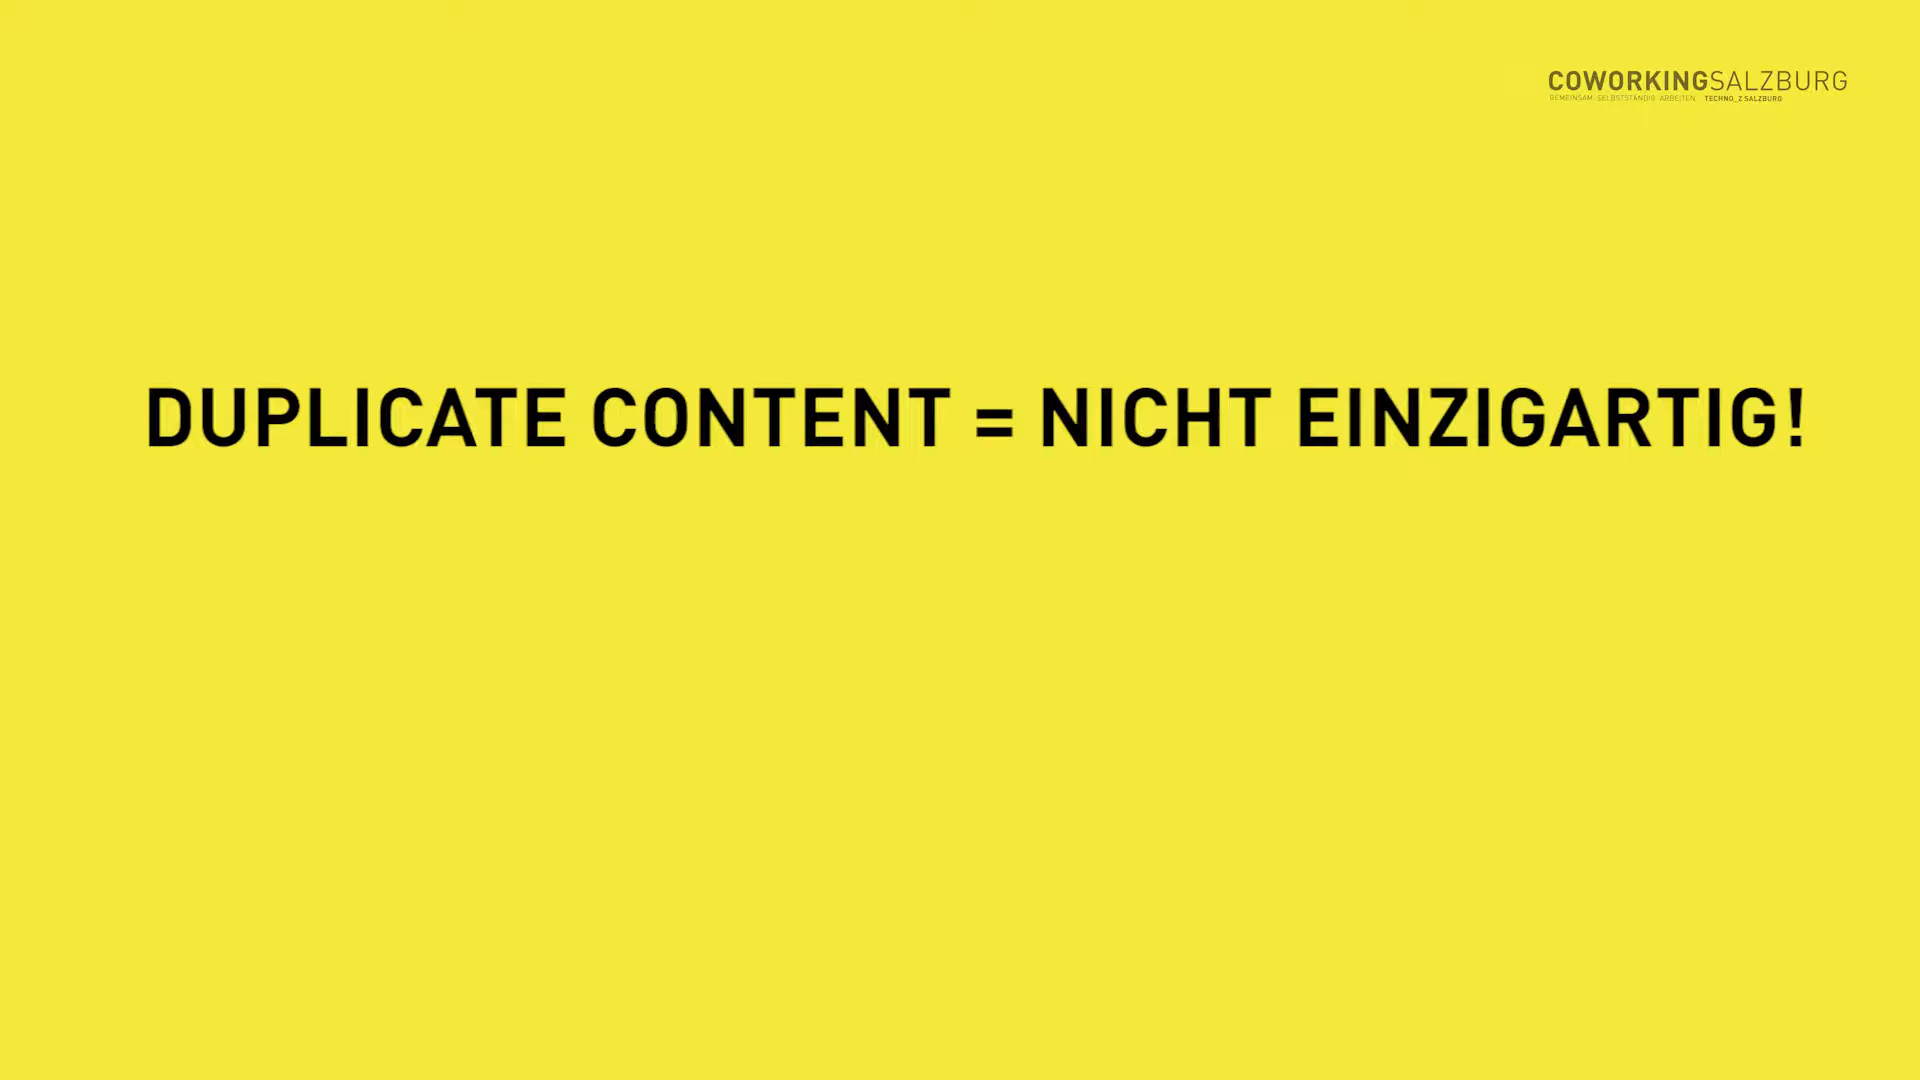 COWORKINGSALZBURG
GEMEINSAM SELBSTSTÄNDIG ARBEITEN TECHNO_Z SALZBURG
DUPLICATE CONTENT = NICHT EINZIGARTIG!